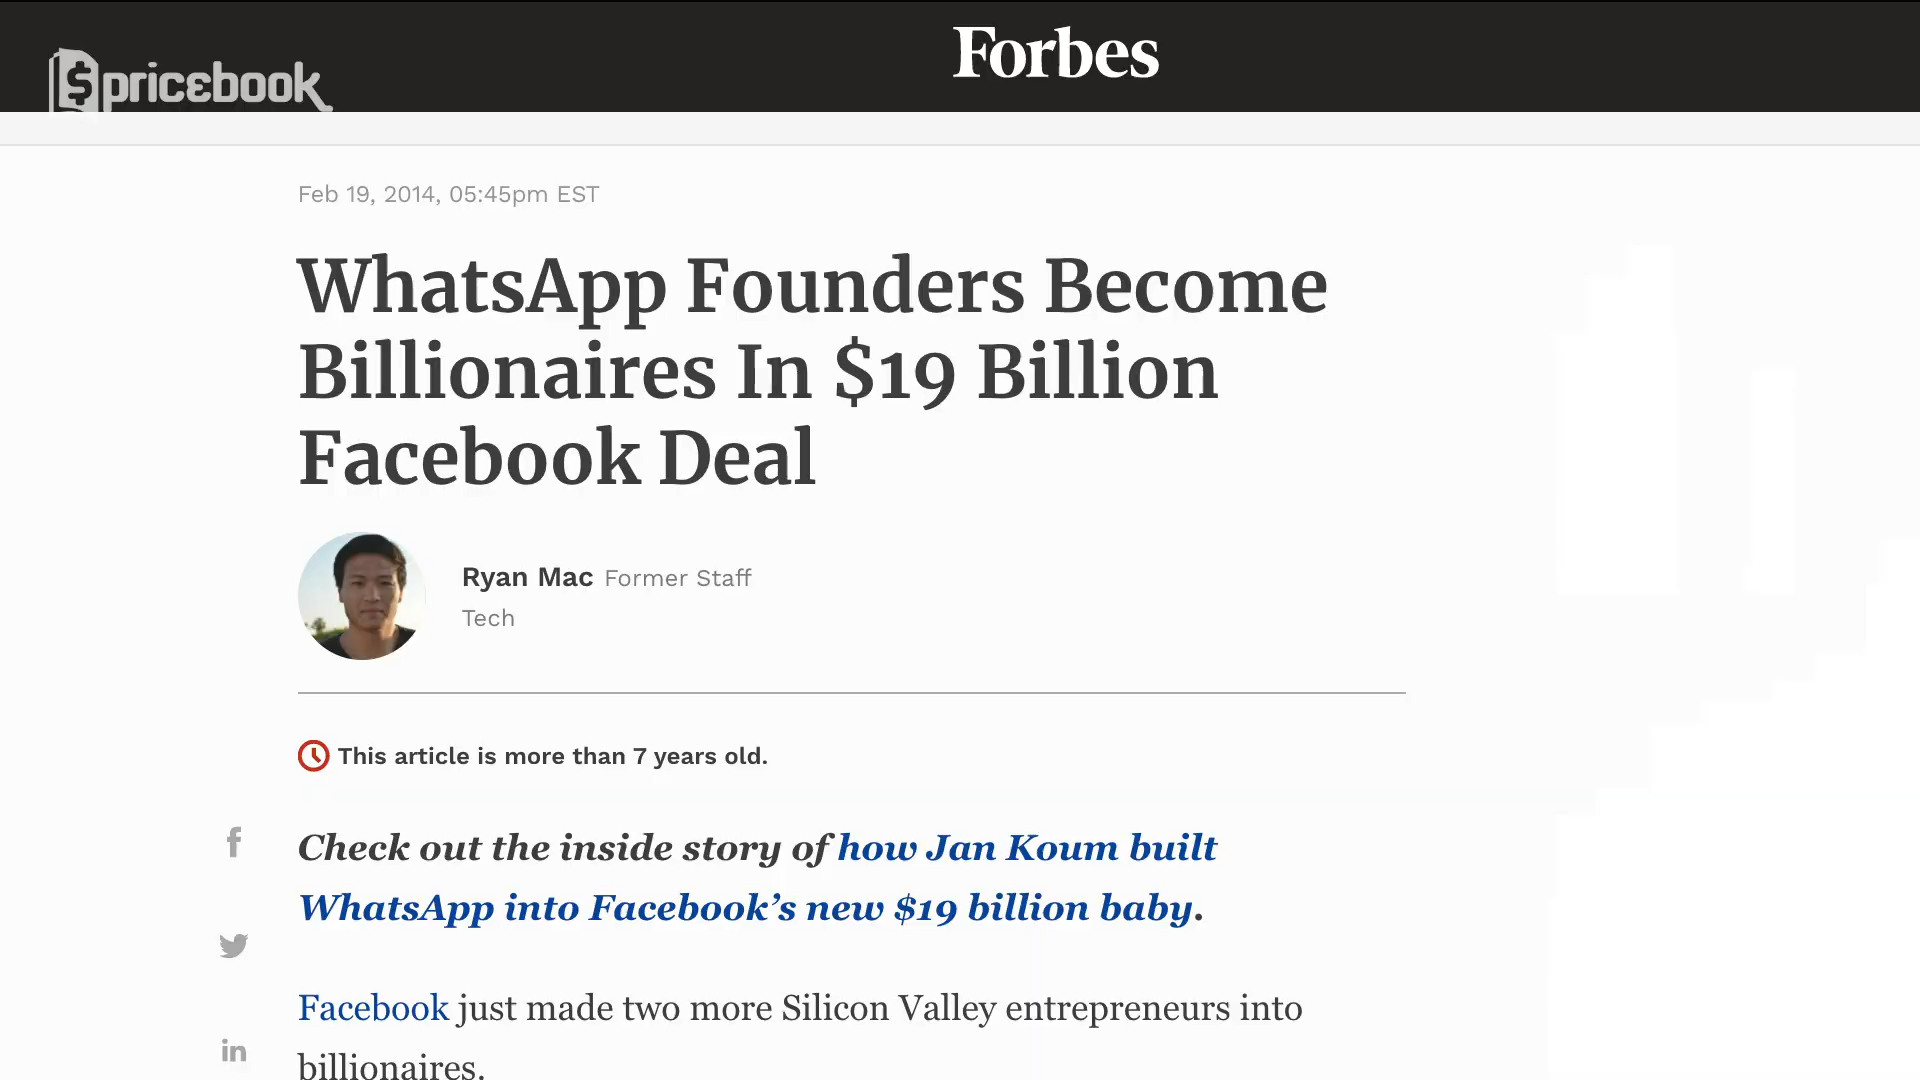 Forbes
$pricebook
Feb 19, 2014, 05:45pm EST
WhatsApp Founders Become
Billionaires In $19 Billion
Facebook Deal
Ryan Mac Former Staff
Tech
This article is more than 7 years old.
Check out the inside story of how Jan Koum built
WhatsApp into Facebook’s new $19 billion baby.
Facebook just made two more Silicon Valley entrepreneurs into
billionaires.